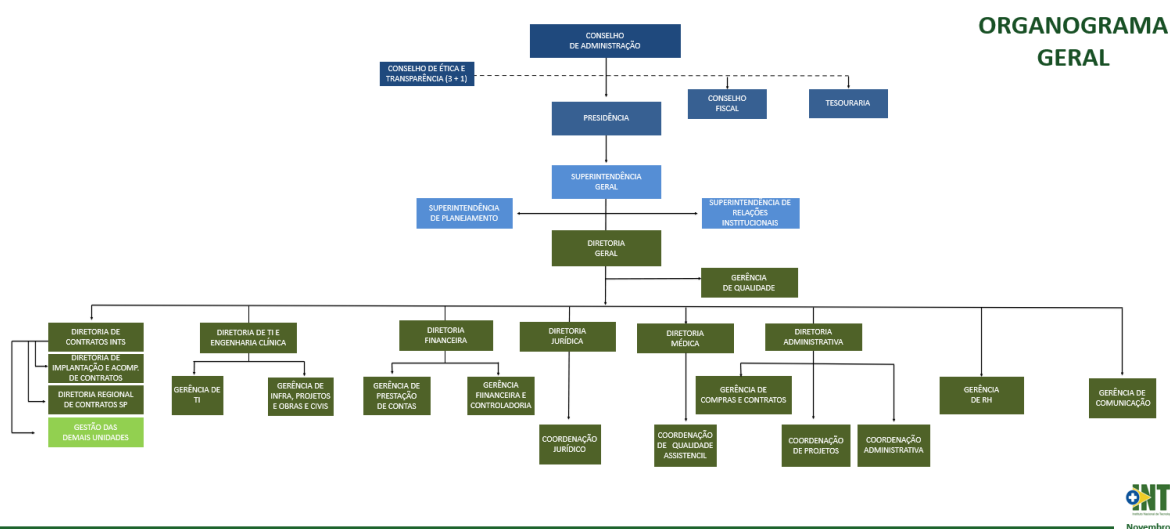 ORGANOGRAMA
GERAL
CONSELHO
DE ADMINISTRAÇÃO
CONSELHO DE ÉTICA E
TRANSPARÊNCIA (3 + 1)
CONSELHO
FISCAL
TESOURARIA
PRESIDÊNCIA
SUPERINTENDÊNCIA
GERAL
SUPERINTENDÊNCIA
DE PLANEJAMENTO
SUPERINTENDÊNCIA DE
RELAÇÕES
INSTITUCIONAIS
DIRETORIA
GERAL
GERÊNCIA
DE QUALIDADE
DIRETORIA DE
CONTRATOS INTS
DIRETORIA DE TI E
ENGENHARIA CLÍNICA
DIRETORIA
FINANCEIRA
DIRETORIA
JURÍDICA
DIRETORIA
MÉDICA
DIRETORIA
ADMINISTRATIVA
DIRETORIA DE
IMPLANTAÇÃO E ACOMP.
DE CONTRATOS
DIRETORIA REGIONAL
DE CONTRATOS SP
GESTÃO DAS
DEMAIS UNIDADES
GERÊNCIA DE
TI
GERÊNCIA DE
INFRA, PROJETOS
E OBRAS E CIVIS
GERÊNCIA DE
PRESTAÇÃO
DE CONTAS
GERÊNCIA
FIINANCEIRA E
CONTROLADORIA
GERÊNCIA DE
COMPRAS E CONTRATOS
GERÊNCIA
DE RH
GERÊNCIA DE
COMUNICAÇÃO
COORDENAÇÃO
JURÍDICO
COORDENAÇÃO
DE QUALIDADE
ASSISTENCIL
COORDENAÇÃO
DE PROJETOS
COORDENAÇÃO
ADMINISTRATIVA
INT
Novembro